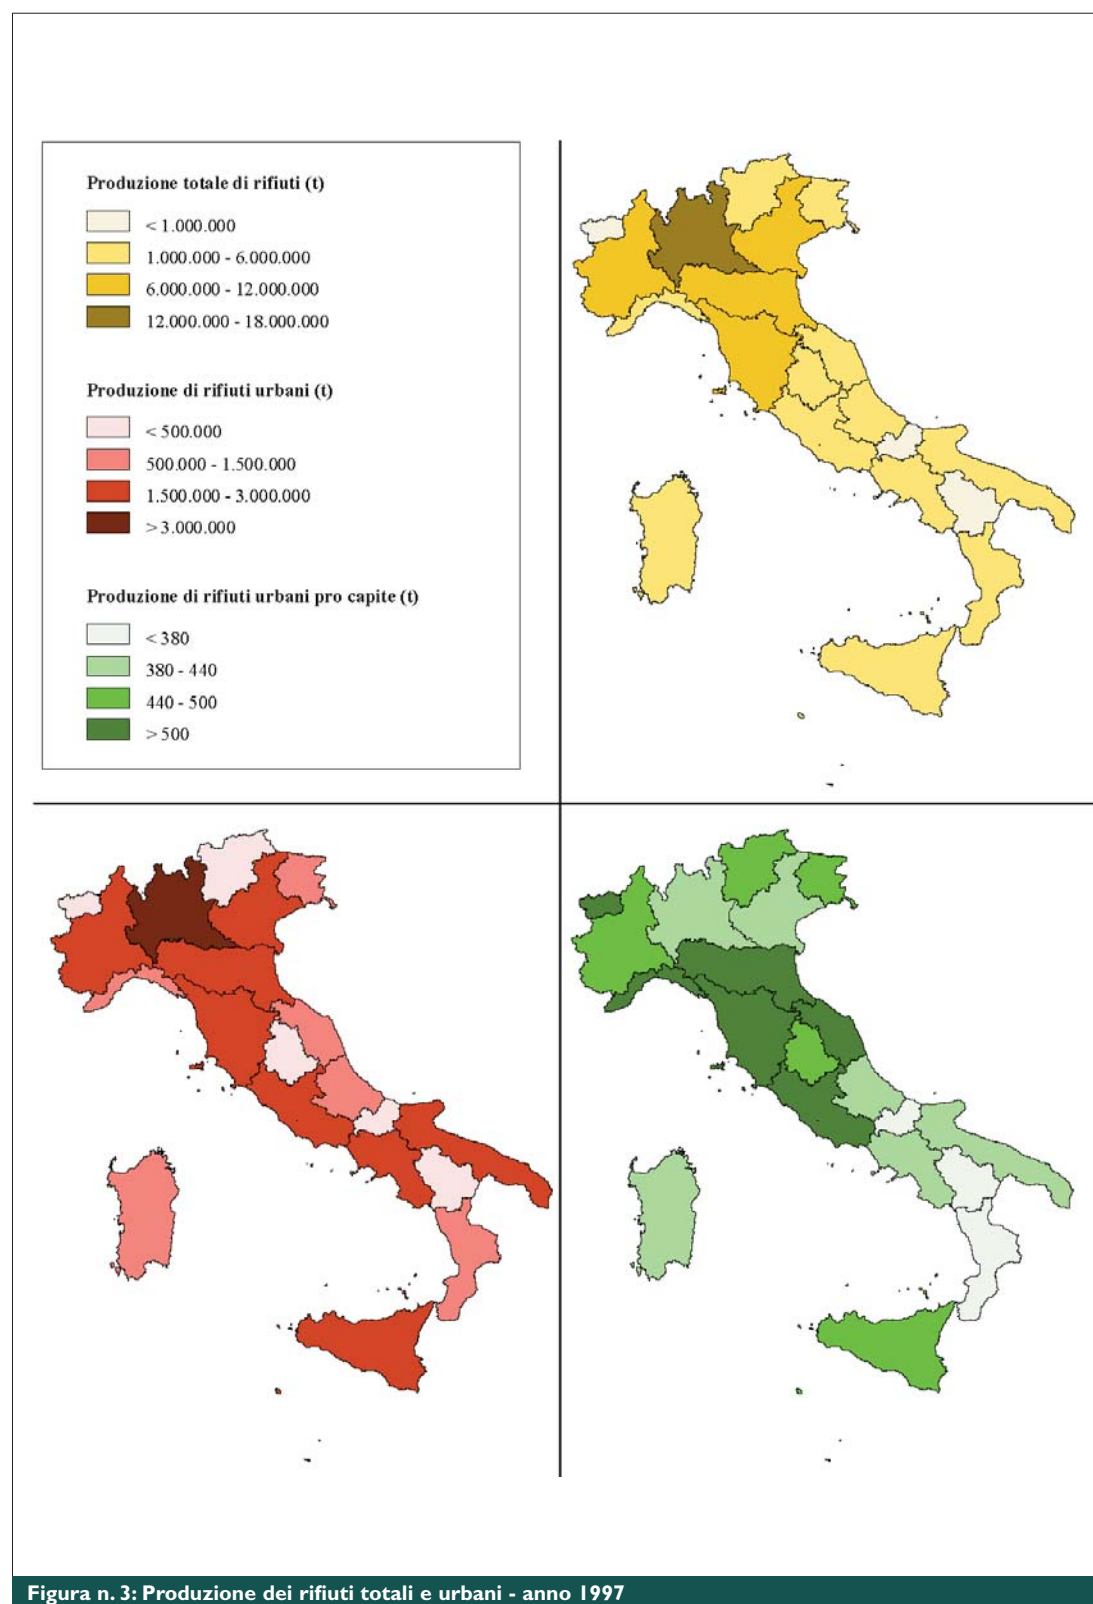 Produzione totale di rifiuti (t)
< 1.000.000
1.000.000 - 6.000.000
6.000.000 - 12.000.000
12.000.000 - 18.000.000
Produzione di rifiuti urbani (t)
< 500.000
500.000 - 1.500.000
1.500.000 - 3.000.000
> 3.000.000
Produzione di rifiuti urbani pro capite (t)
< 380
380 - 440
440 - 500
> 500
Figura n. 3: Produzione dei rifiuti totali e urbani - anno 1997